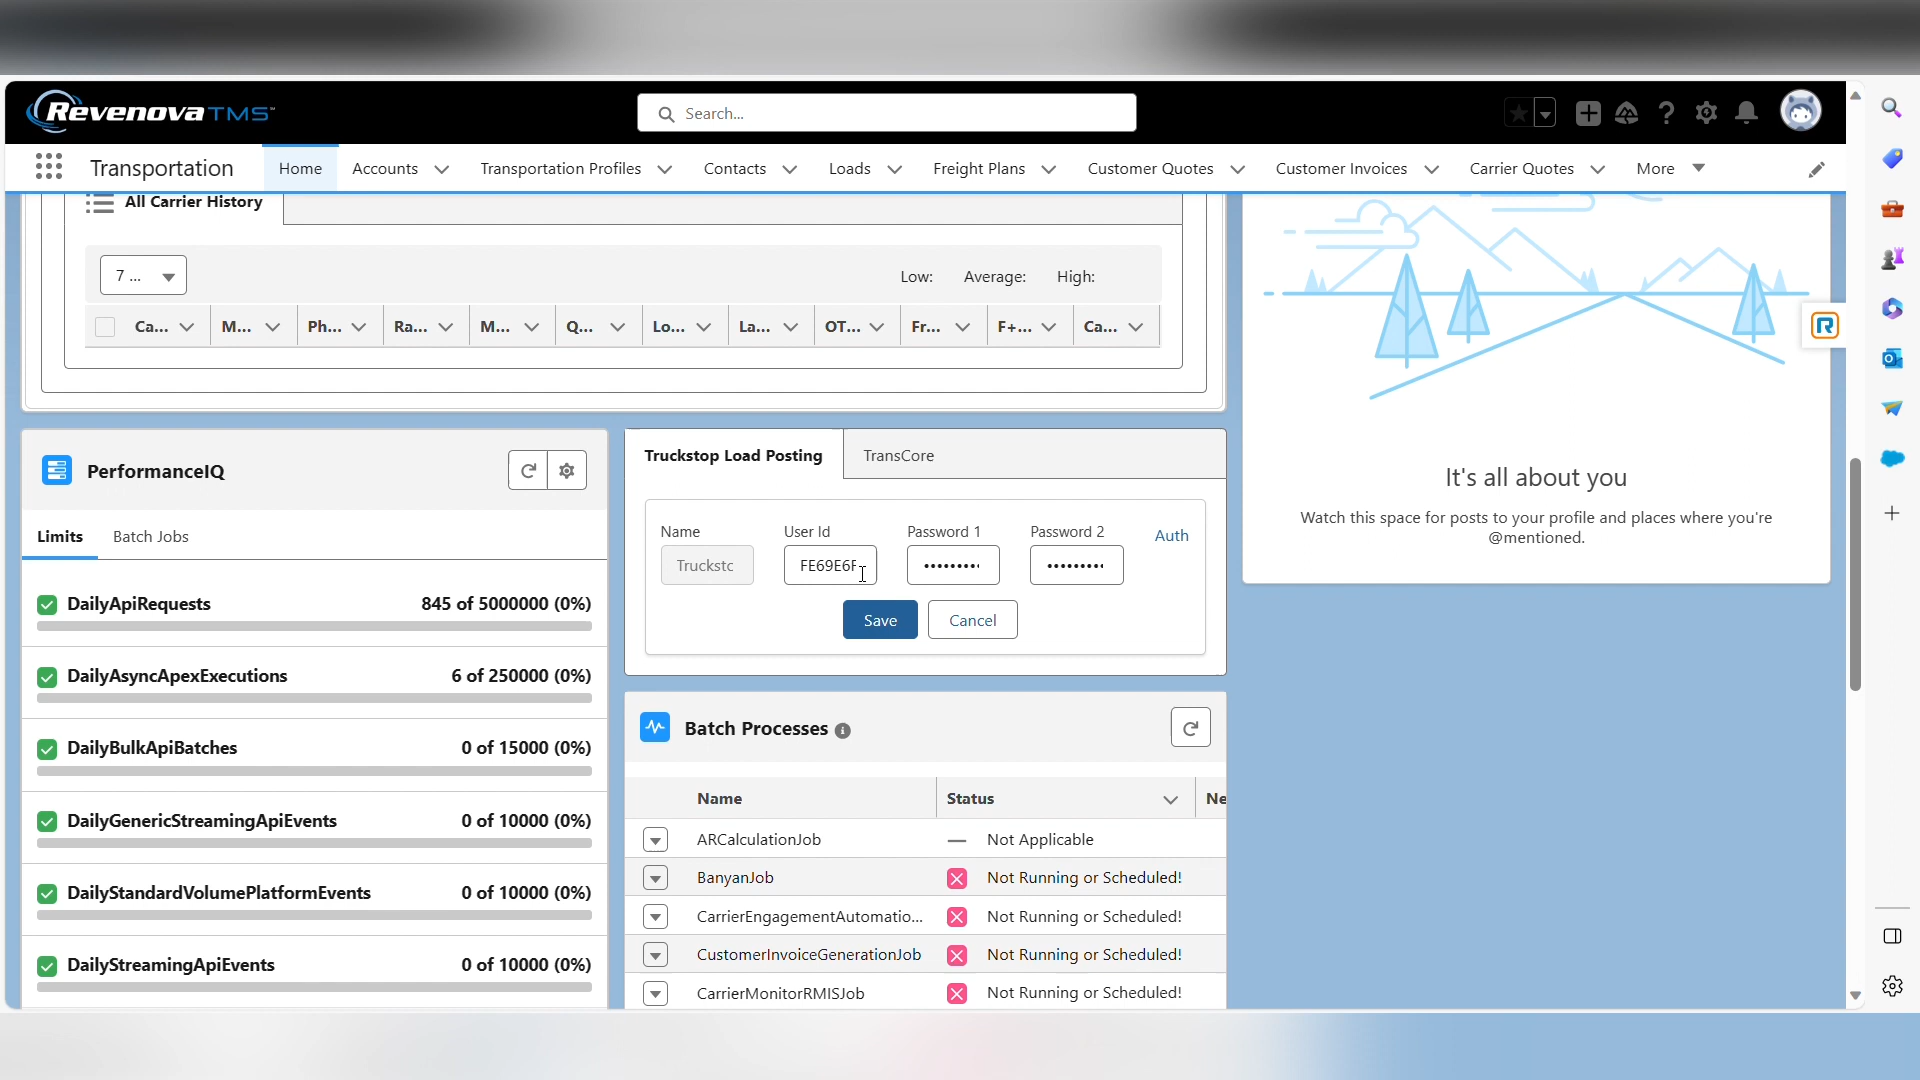 Revenova TMS™
Search...
Transportation
Home
Accounts
Transportation Profiles
Contacts
Loads
Freight Plans
Customer Quotes
Customer Invoices
Carrier Quotes
More
All Carrier History
7 ...
Low:
Average:
High:
Ca...
M...
Ph...
Ra...
M...
Q...
Lo...
La...
OT...
Fr...
F+...
Ca...
It's all about you
Watch this space for posts to your profile and places where you're
@mentioned.
PerformanceIQ
Limits
Batch Jobs
DailyApiRequests
845 of 5000000 (0%)
DailyAsyncApexExecutions
6 of 250000 (0%)
DailyBulkApiBatches
0 of 15000 (0%)
DailyGenericStreamingApiEvents
0 of 10000 (0%)
DailyStandardVolumePlatformEvents
0 of 10000 (0%)
DailyStreamingApiEvents
0 of 10000 (0%)
Truckstop Load Posting
TransCore
Name
User Id
Password 1
Password 2
Auth
Truckstc
FE69E6F
Save
Cancel
Batch Processes
Name
Status
Ne
ARCalculationJob
Not Applicable
BanyanJob
Not Running or Scheduled!
CarrierEngagementAutomatio...
Not Running or Scheduled!
CustomerInvoiceGenerationJob
Not Running or Scheduled!
CarrierMonitorRMISJob
Not Running or Scheduled!